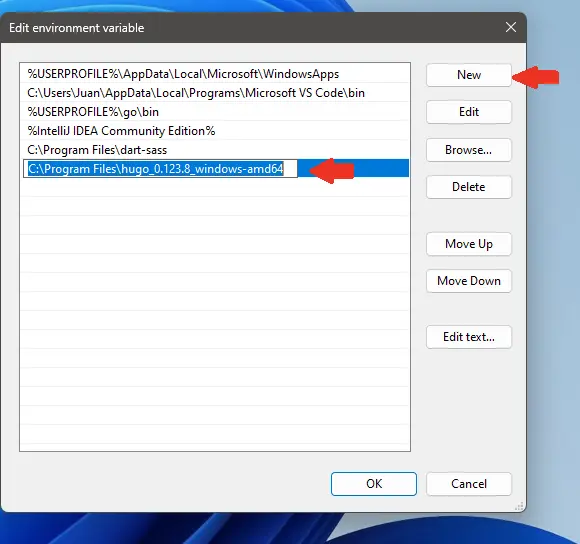 Edit environment variable
%USERPROFILE%\AppData\Local\Microsoft\WindowsApps
C:\Users\Juan\AppData\Local\Programs\Microsoft VS Code\bin
%USERPROFILE%\go\bin
%IntelliJ IDEA Community Edition%
C:\Program Files\dart-sass
C:\Program Files\hugo_0.123.8_windows-amd64
New
Edit
Browse...
Delete
Move Up
Move Down
Edit text...
OK
Cancel